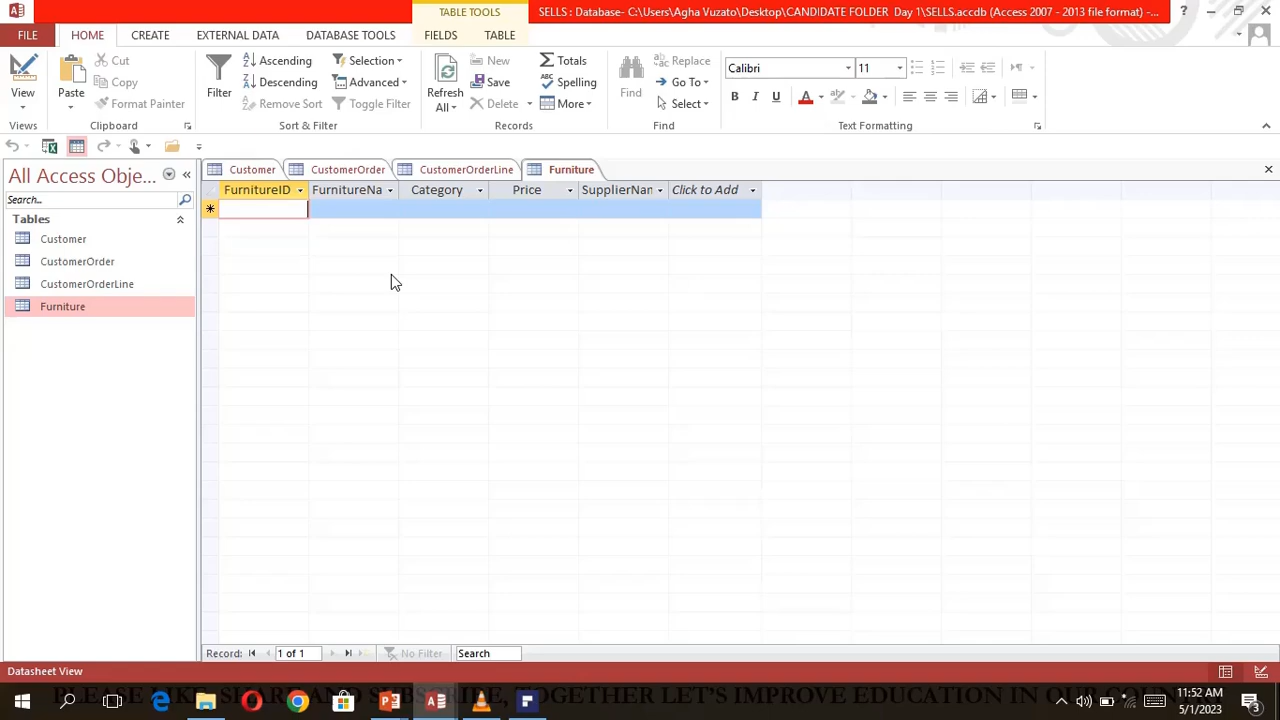 TABLE TOOLS
SELLS : Database- C:\Users\Agha Vuzato\Desktop\CANDIDATE FOLDER Day 1\SELLS.accdb (Access 2007 - 2013 file format) -...
FILE HOME CREATE EXTERNAL DATA DATABASE TOOLS FIELDS TABLE
View
Views
Paste
Cut
Copy
Format Painter
Clipboard
Filter
Ascending
Descending
Remove Sort
Selection
Advanced
Toggle Filter
Sort & Filter
Refresh
All
New
Save
Delete
Totals
Spelling
More
Records
Find
Replace
Go To
Select
Find
Calibri 11
B I U
A
Text Formatting
All Access Obje...
Search...
Tables
Customer
CustomerOrder
CustomerOrderLine
Furniture
Customer CustomerOrder CustomerOrderLine Furniture
FurnitureID FurnitureNa Category Price SupplierNan Click to Add
Record: 1 of 1 No Filter Search
Datasheet View
11:52 AM
5/1/2023
3